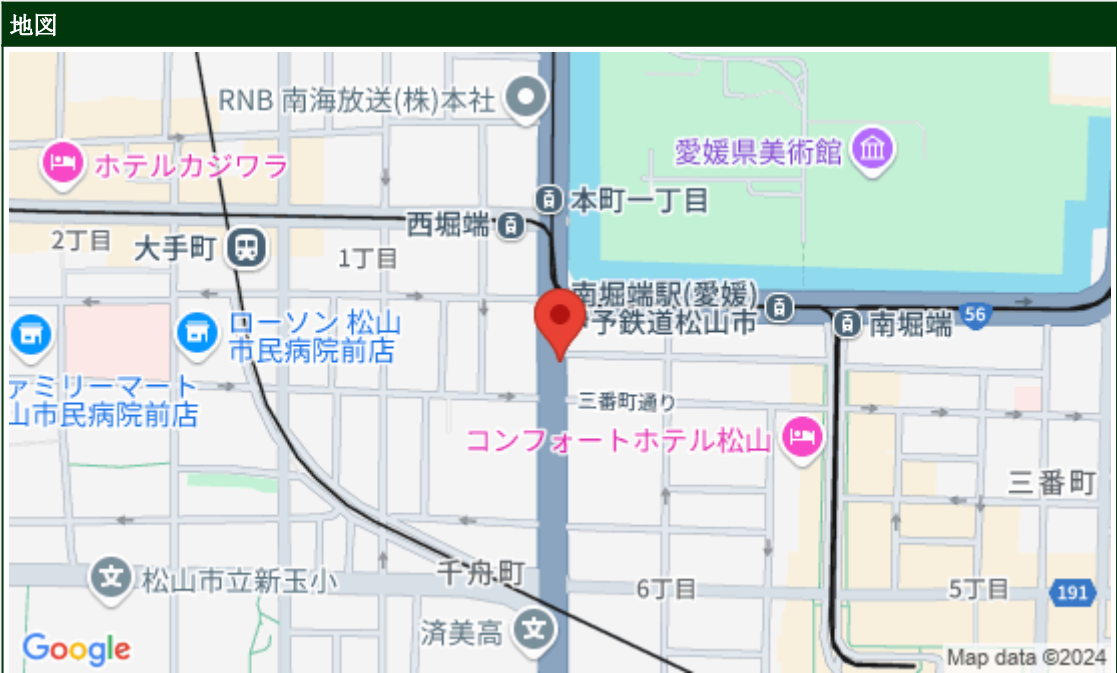 地図
RNB 南海放送(株)本社
愛媛県美術館
ホテルカジワラ
本町一丁目
西堀端
2丁目
大手町
1丁目
南堀端駅(愛媛)
予鉄道松山市
南堀端
56
ローソン 松山
市民病院前店
ァミリーマート
山市民病院前店
三番町通り
コンフォートホテル松山
三番町
千舟町
松山市立新玉小
6丁目
5丁目
191
済美高
Google
Map data ©2024